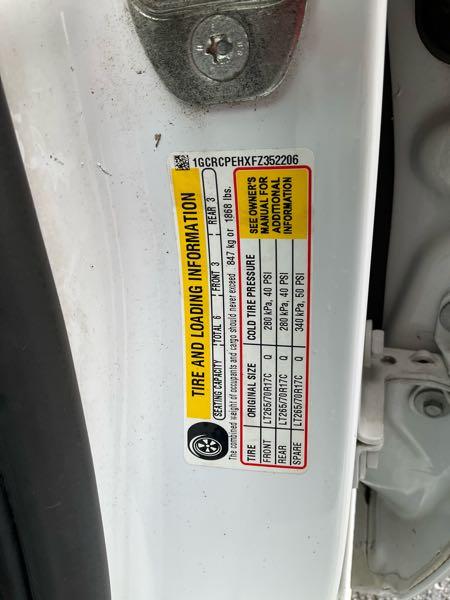 1GCRCPEHXFZ352206
TIRE AND LOADING INFORMATION
SEATING CAPACITY TOTAL 6 FRONT 3 REAR 3
The combined weight of occupants and cargo should never exceed 847 kg or 1868 lbs.
TIRE ORIGINAL SIZE COLD TIRE PRESSURE
FRONT LT265/70R17C Q 280 kPa, 40 PSI
REAR LT265/70R17C Q 280 kPa, 40 PSI
SPARE LT265/70R17C Q 340 kPa, 50 PSI
SEE OWNER'S
MANUAL FOR
ADDITIONAL
INFORMATION